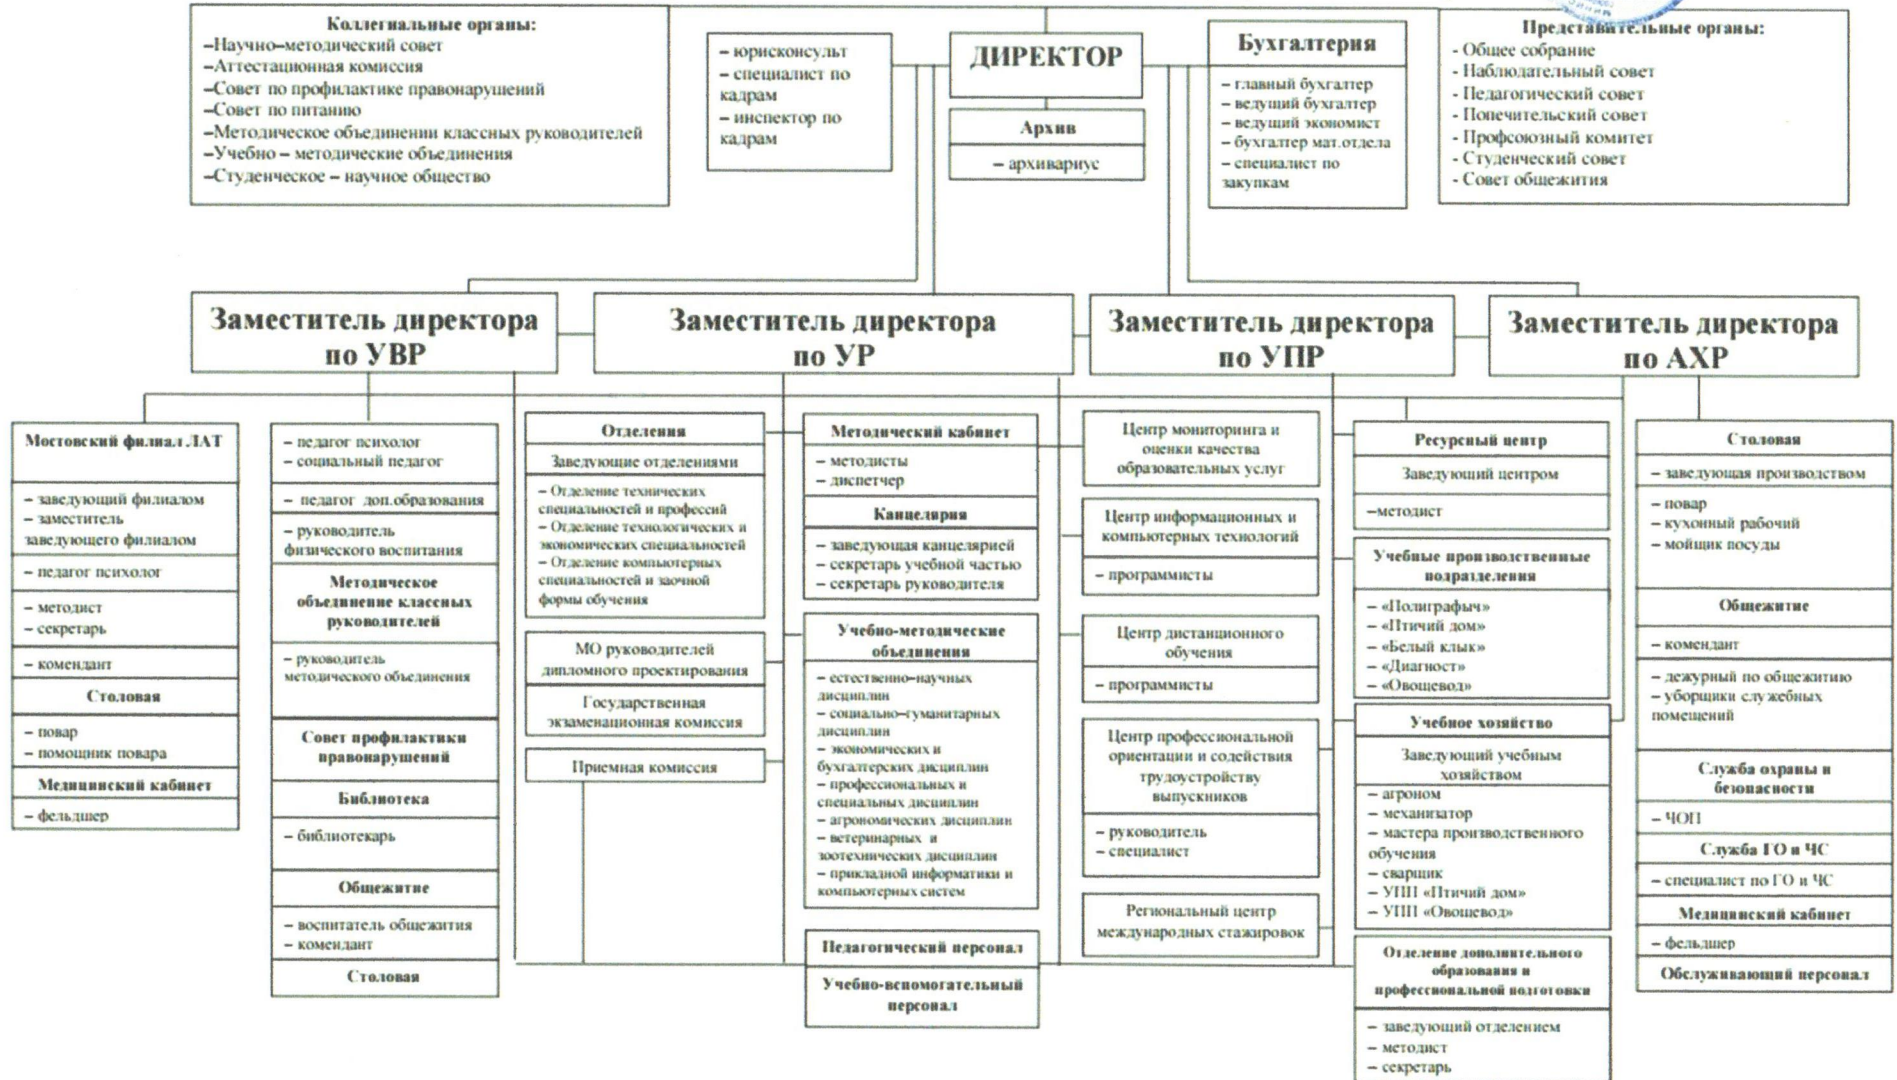 Коллегиальные органы:
–Научно–методический совет
–Аттестационная комиссия
–Совет по профилактике правонарушений
–Совет по питанию
–Методическое объединении классных руководителей
–Учебно – методические объединения
–Студенческое – научное общество
– юрисконсульт
– специалист по
кадрам
– инспектор по
кадрам
ДИРЕКТОР
Архив
– архивариус
Бухгалтерия
– главный бухгалтер
– ведущий бухгалтер
– ведущий экономист
– бухгалтер мат.отдела
– специалист по
закупкам
Представительные органы:
- Общее собрание
- Наблюдательный совет
- Педагогический совет
- Попечительский совет
- Профсоюзный комитет
- Студенческий совет
- Совет общежития
Заместитель директора
по УВР
Заместитель директора
по УР
Заместитель директора
по УПР
Заместитель директора
по АХР
Мостовский филиал ЛАТ
– заведующий филиалом
– заместитель
заведующего филиалом
– педагог психолог
– методист
– секретарь
– комендант
Столовая
– повар
– помощник повара
Медицинский кабинет
– фельдшер
– педагог психолог
– социальный педагог
– педагог доп.образования
– руководитель
физического воспитания
Методическое
объединение классных
руководителей
– руководитель
методического объединения
Совет профилактики
правонарушений
Библиотека
– библиотекарь
Общежитие
– воспитатель общежития
– комендант
Столовая
Отделения
Заведующие отделениями
– Отделение технических
специальностей и профессий
– Отделение технологических и
экономических специальностей
– Отделение компьютерных
специальностей и заочной
формы обучения
МО руководителей
дипломного проектирования
Государственная
экзаменационная комиссия
Приемная комиссия
Методический кабинет
– методисты
– диспетчер
Канцелярия
– заведующая канцелярией
– секретарь учебной частью
– секретарь руководителя
Учебно-методические
объединения
– естественно-научных
дисциплин
– социально–гуманитарных
дисциплин
– экономических и
бухгалтерских дисциплин
– профессиональных и
специальных дисциплин
– агрономических дисциплин
– ветеринарных и
зоотехнических дисциплин
– прикладной информатики и
компьютерных систем
Педагогический персонал
Учебно-вспомогательный
персонал
Центр мониторинга и
оценки качества
образовательных услуг
Центр информационных и
компьютерных технологий
– программисты
Центр дистанционного
обучения
– программисты
Центр профессиональной
ориентации и содействия
трудоустройству
выпускников
– руководитель
– специалист
Региональный центр
международных стажировок
Ресурсный центр
Заведующий центром
–методист
Учебные производственные
подразделения
– «Полиграфыч»
– «Птичий дом»
– «Белый клык»
– «Диагност»
– «Овощевод»
Учебное хозяйство
Заведующий учебным
хозяйством
– агроном
– механизатор
– мастера производственного
обучения
– сварщик
– УПП «Птичий дом»
– УПП «Овощевод»
Отделение дополнительного
образования и
профессиональной подготовки
– заведующий отделением
– методист
– секретарь
Столовая
– заведующая производством
– повар
– кухонный рабочий
– мойщик посуды
Общежитие
– комендант
– дежурный по общежитию
– уборщики служебных
помещений
Служба охраны и
безопасности
– ЧОП
Служба ГО и ЧС
– специалист по ГО и ЧС
Медицинский кабинет
– фельдшер
Обслуживающий персонал